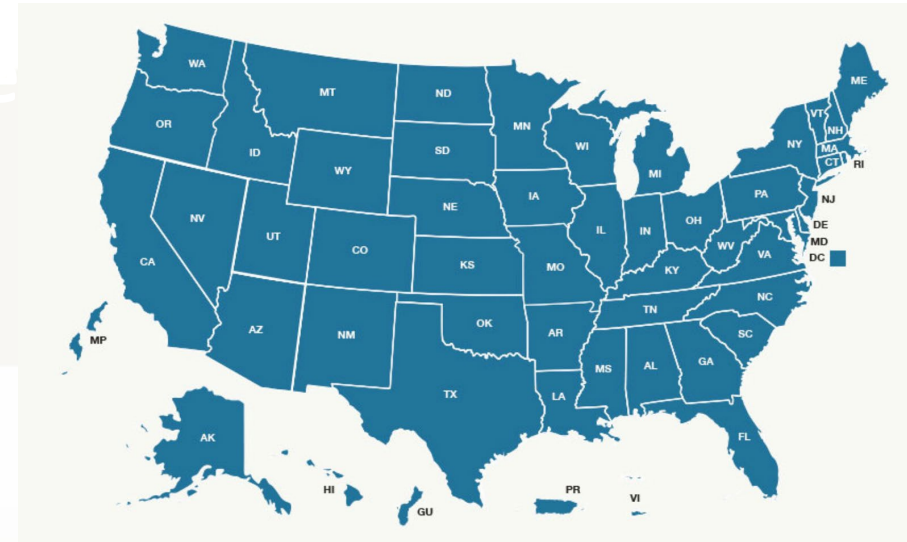 WA
MT
ND
MN
ME
OR
ID
SD
WI
VT
NH
NY
MA
CT
RI
WY
MI
IA
NE
PA
NJ
NV
UT
CO
IL
IN
OH
DE
MD
DC
CA
KS
MO
KY
WV
VA
AZ
NM
OK
AR
TN
NC
SC
MP
TX
LA
MS
AL
GA
FL
AK
HI
GU
PR
VI